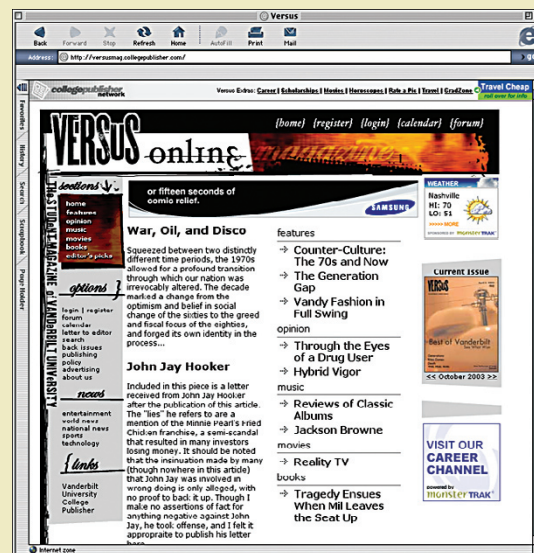 Versus
Back Forward Stop Refresh Home AutoFill Print Mail
Address: http://versusmag.collegepublisher.com/
collegepublisher network
Versus Extras: Career | Scholarships | Movies | Horoscopes | Rate a Pic | Travel | GradZone
Travel Cheap
roll over for info
Favorites
History
Search
Scrapbook
Page Holder
{home} {register} {login} {calendar} {forum}
VERSUS online magazine
The STUDENT MAGAZINE of VANDERBILT UNIVERSITY
sections
home
features
opinion
music
movies
books
editor's picks
options
login | register
forum
calendar
letter to editor
search
back issues
publishing
policy
advertising
about us
news
entertainment
world news
national news
sports
technology
{ links
Vanderbilt
University
College
Publisher
or fifteen seconds of
comic relief.
SAMSUNG
War, Oil, and Disco
Squeezed between two distinctly
different time periods, the 1970s
allowed for a profound transition
through which our nation was
irrevocably altered. The decade
marked a change from the
optimism and belief in social
change of the sixties to the greed
and fiscal focus of the eighties,
and forged its own identity in the
process...
John Jay Hooker
Included in this piece is a letter
received from John Jay Hooker
after the publication of this article.
The "lies" he refers to are a
mention of the Minnie Pearl's Fried
Chicken franchise, a semi-scandal
that resulted in many investors
losing money. It should be noted
that the insinuation made by many
(though nowhere in this article)
that John Jay was involved in
wrong doing is only alleged, with
no proof to back it up. Though I
make no assertions of fact for
anything negative against John
Jay, he took offense, and I felt it
appropraite to publish his letter
here.
features
→ Counter-Culture:
The 70s and Now
→ The Generation
Gap
→ Vandy Fashion in
Full Swing
opinion
→ Through the Eyes
of a Drug User
→ Hybrid Vigor
music
→ Reviews of Classic
Albums
→ Jackson Browne
movies
→ Reality TV
books
→ Tragedy Ensues
When Mil Leaves
the Seat Up
WEATHER
Nashville
HI: 70
LO: 51
MORE
SPONSORED BY MONSTERTRAK
Current Issue
VERSUS
Best of Vanderbilt
<< October 2003 >>
VISIT OUR
CAREER
CHANNEL
powered by
monsterTRAK
Internet zone